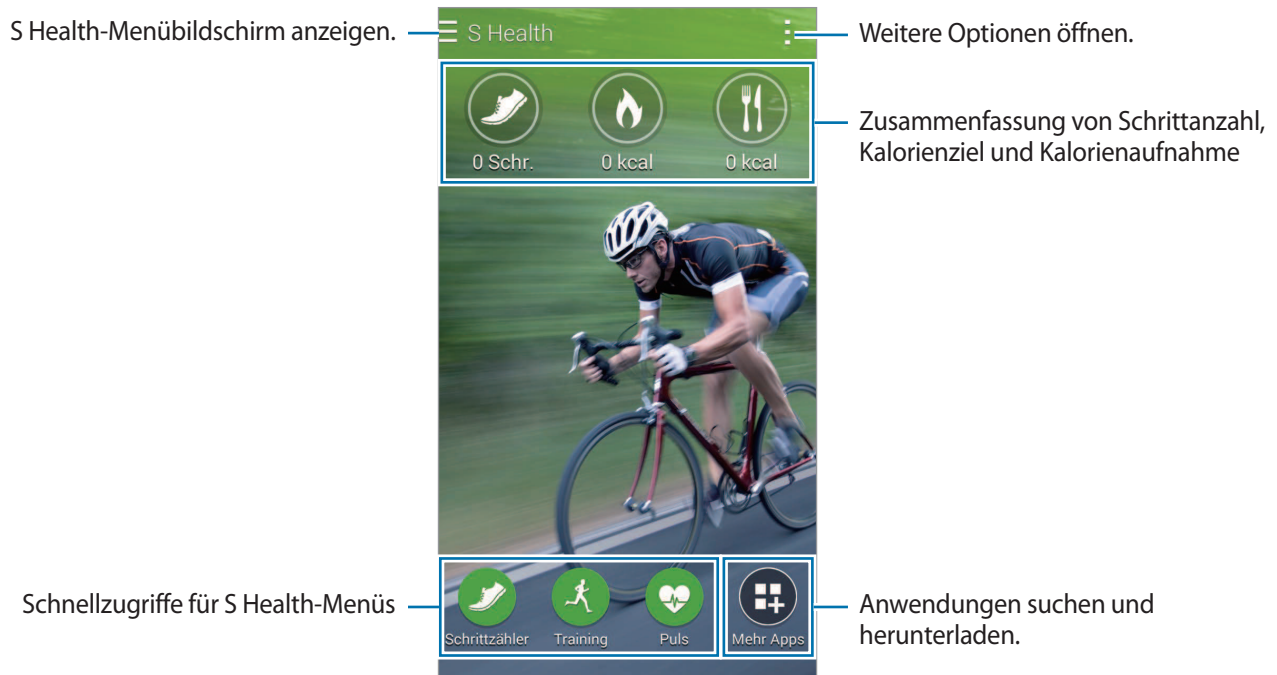 S Health-Menübildschirm anzeigen.
S Health
Weitere Optionen öffnen.
0 Schr.
0 kcal
0 kcal
Zusammenfassung von Schrittanzahl,
Kalorienziel und Kalorienaufnahme
Schnellzugriffe für S Health-Menüs
Schrittzähler
Training
Puls
Mehr Apps
Anwendungen suchen und
herunterladen.